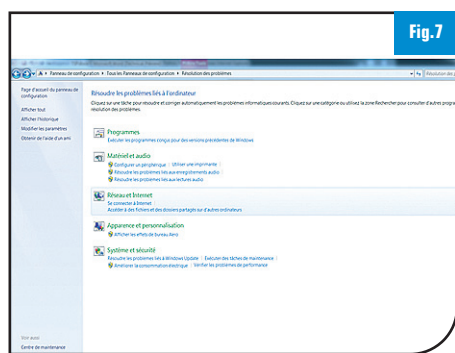 Fig.7
Panneau de configuration ▸ Tous les Panneaux de configuration ▸ Résolution des problèmes
Résolution des p
Page d'accueil du panneau de
configuration
Afficher tout
Afficher l'historique
Modifier les paramètres
Obtenir de l'aide d'un ami
Résoudre les problèmes liés à l'ordinateur
Cliquez sur une tâche pour résoudre et corriger automatiquement les problèmes informatiques courants. Cliquez sur une catégorie ou utilisez la zone Rechercher pour consulter d'autres progra
résolution des problèmes.
Programmes
Exécuter les programmes conçus pour des versions précédentes de Windows
Matériel et audio
Configurer un périphérique | Utiliser une imprimante
Résoudre les problèmes liés aux enregistrements audio
Résoudre les problèmes liés aux lectures audio
Réseau et Internet
Se connecter à Internet
Accéder à des fichiers et des dossiers partagés sur d'autres ordinateurs
Apparence et personnalisation
Afficher les effets de bureau Aero
Système et sécurité
Résoudre les problèmes liés à Windows Update | Exécuter des tâches de maintenance
Améliorer la consommation électrique | Vérifier les problèmes de performance
Voir aussi
Centre de maintenance